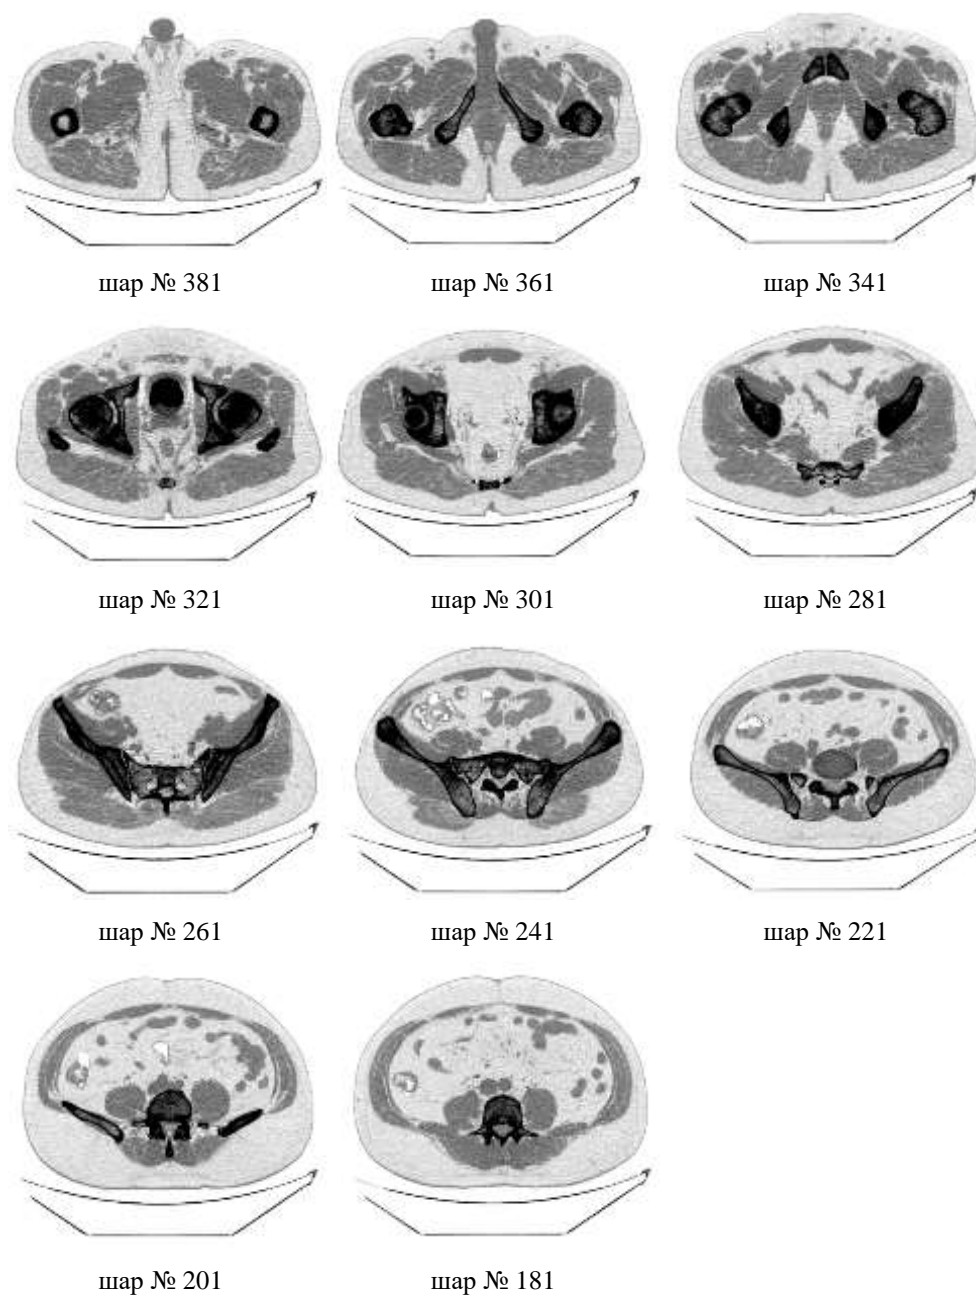 шар № 381
шар № 361
шар № 341
шар № 321
шар № 301
шар № 281
шар № 261
шар № 241
шар № 221
шар № 201
шар № 181